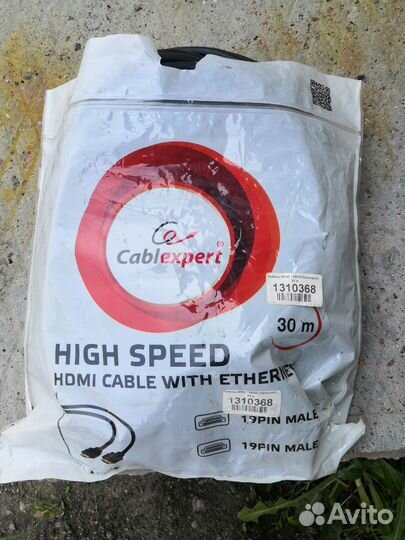 Cablexpert®
1310368
30 m
HIGH SPEED
HDMI CABLE WITH ETHERNET
1310368
19PIN MALE
19PIN MALE
Avito